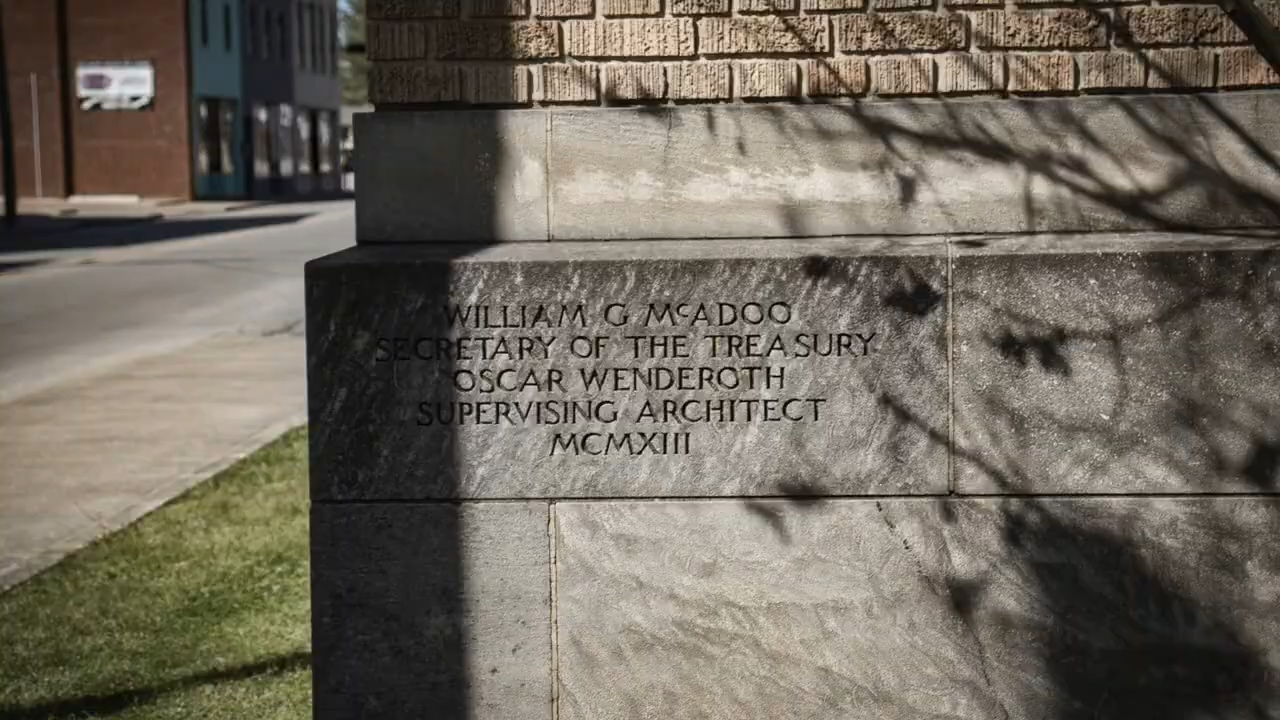 WILLIAM G McADOO
SECRETARY OF THE TREASURY
OSCAR WENDEROTH
SUPERVISING ARCHITECT
MCMXIII